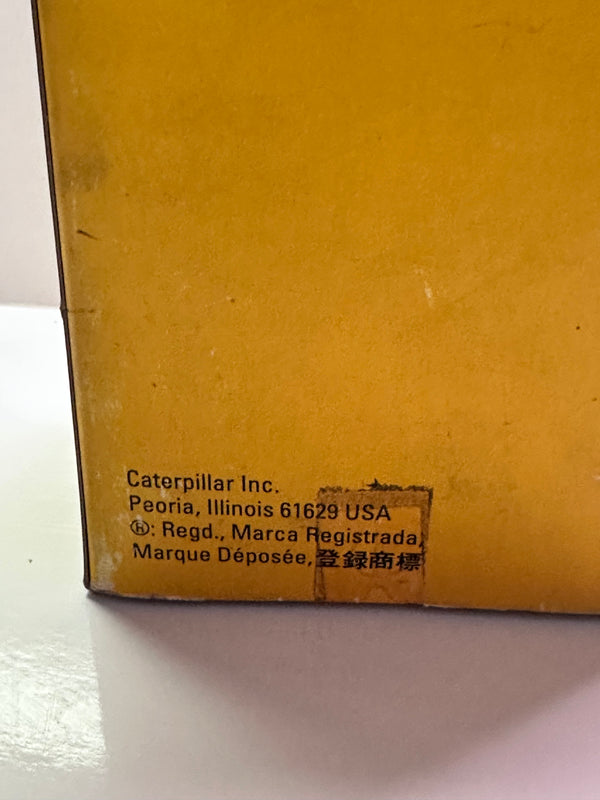 Caterpillar Inc.
Peoria, Illinois 61629 USA
®: Regd., Marca Registrada,
Marque Déposée, 登録商標